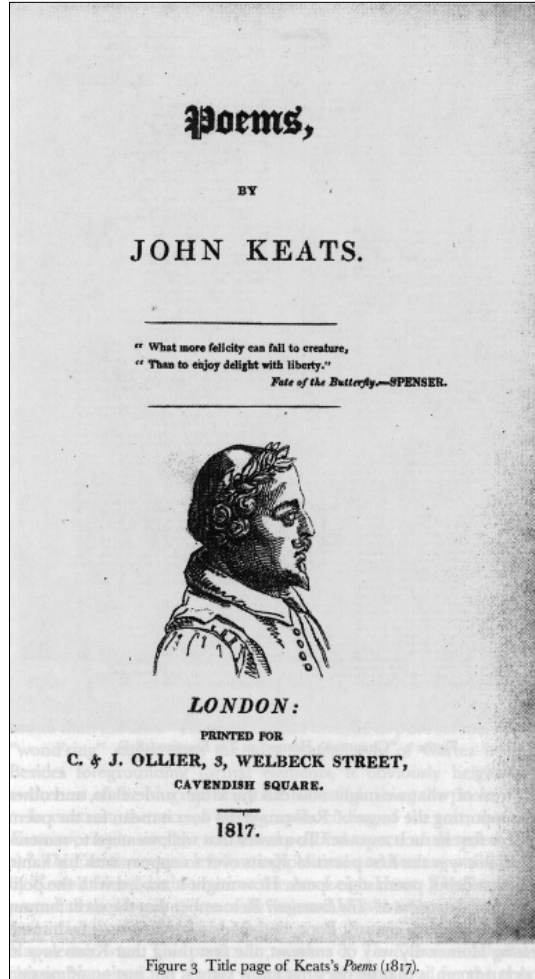 Poems,
BY
JOHN KEATS.
“ What more felicity can fall to creature,
“ Than to enjoy delight with liberty.”
Fate of the Butterfly.—SPENSER.
LONDON:
PRINTED FOR
C. & J. OLLIER, 3, WELBECK STREET,
CAVENDISH SQUARE.
1817.
Figure 3 Title page of Keats's Poems (1817).